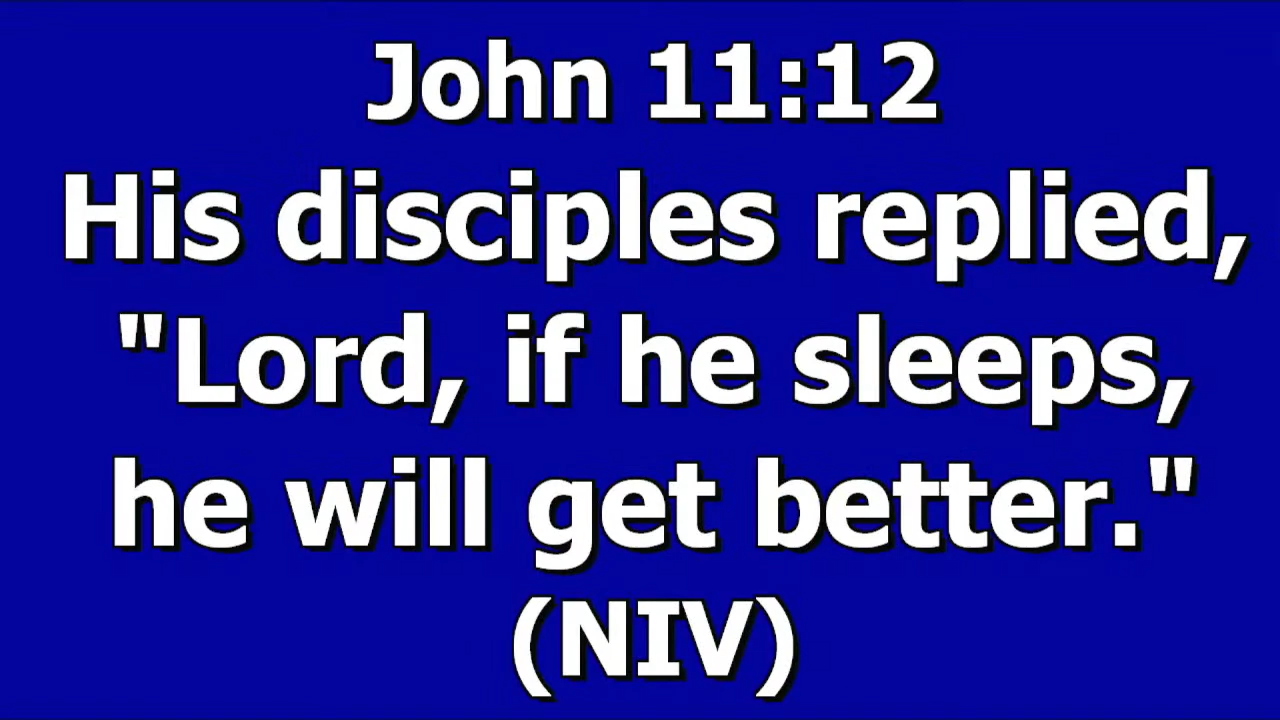 John 11:12
His disciples replied,
"Lord, if he sleeps,
he will get better."
(NIV)